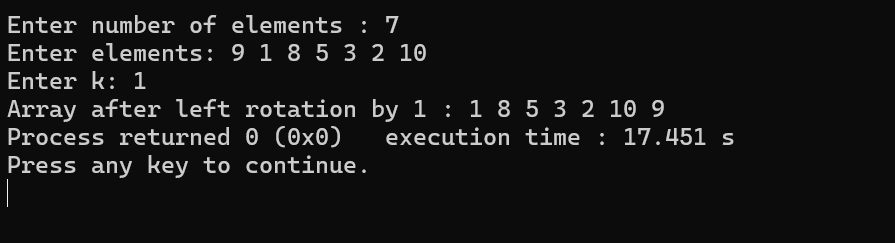 Enter number of elements : 7
Enter elements: 9 1 8 5 3 2 10
Enter k: 1
Array after left rotation by 1 : 1 8 5 3 2 10 9
Process returned 0 (0x0)   execution time : 17.451 s
Press any key to continue.